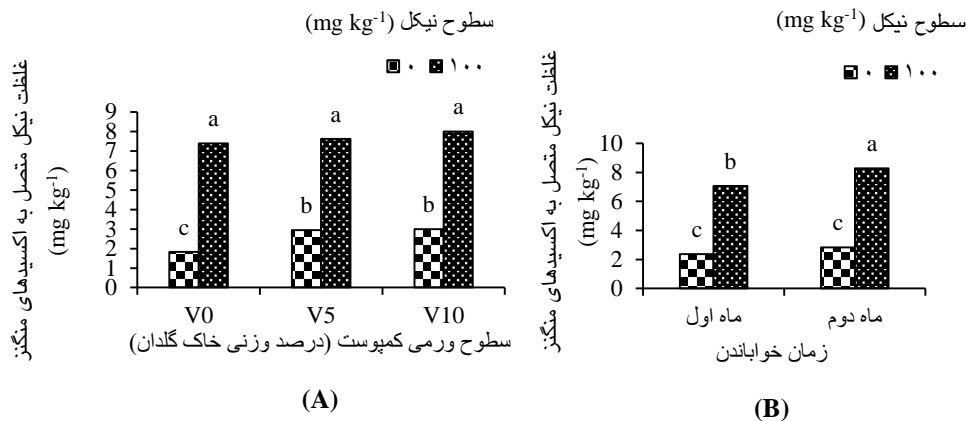 سطوح نیکل (mg kg-1)
۰ ۱۰۰
غلظت نیکل متصل به اکسیدهای منگنز
(mg kg-1)
9
8
7
6
5
4
3
2
1
0
a
a
a
c
b
b
V0 V5 V10
سطوح ورمی کمپوست (درصد وزنی خاک گلدان)
(A)
سطوح نیکل (mg kg-1)
۰ ۱۰۰
غلظت نیکل متصل به اکسیدهای منگنز
(mg kg-1)
10
8
6
4
2
0
b
a
c
c
ماه اول ماه دوم
زمان خواباندن
(B)